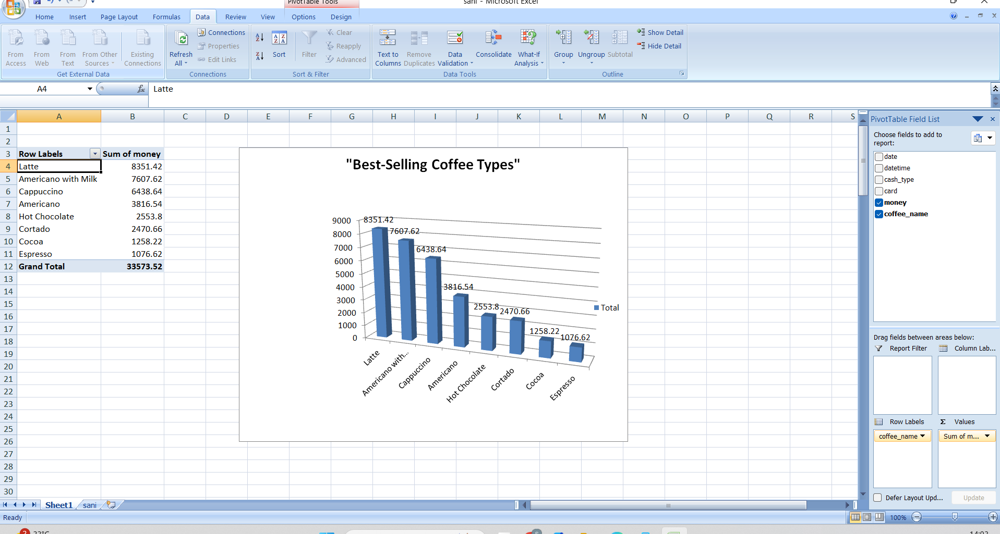 PivotTable Tools
sani - Microsoft Excel
Home Insert Page Layout Formulas Data Review View Options Design
From Access
From Web
From Text
From Other Sources
Existing Connections
Get External Data
Refresh All
Connections
Properties
Edit Links
Connections
Sort
Filter
Clear
Reapply
Advanced
Sort & Filter
Text to Columns
Remove Duplicates
Data Validation
Consolidate
What-If Analysis
Data Tools
Group
Ungroup
Subtotal
Show Detail
Hide Detail
Outline
A4 fx Latte
A B C D E F G H I J K L M N O P Q R S
1
2
3 Row Labels Sum of money
4 Latte 8351.42
5 Americano with Milk 7607.62
6 Cappuccino 6438.64
7 Americano 3816.54
8 Hot Chocolate 2553.8
9 Cortado 2470.66
10 Cocoa 1258.22
11 Espresso 1076.62
12 Grand Total 33573.52
13
14
15
16
17
18
19
20
21
22
23
24
25
26
27
28
29
30
"Best-Selling Coffee Types"
9000
8000
7000
6000
5000
4000
3000
2000
1000
0
8351.42
7607.62
6438.64
3816.54
2553.8
2470.66
1258.22
1076.62
Latte
Americano with...
Cappuccino
Americano
Hot Chocolate
Cortado
Cocoa
Espresso
Total
PivotTable Field List
Choose fields to add to
report:
date
datetime
cash_type
card
money
coffee_name
Drag fields between areas below:
Report Filter Column Lab...
Row Labels Σ Values
coffee_name Sum of m...
Defer Layout Upd... Update
Sheet1 sani
Ready 100%
2 22°C 14:02